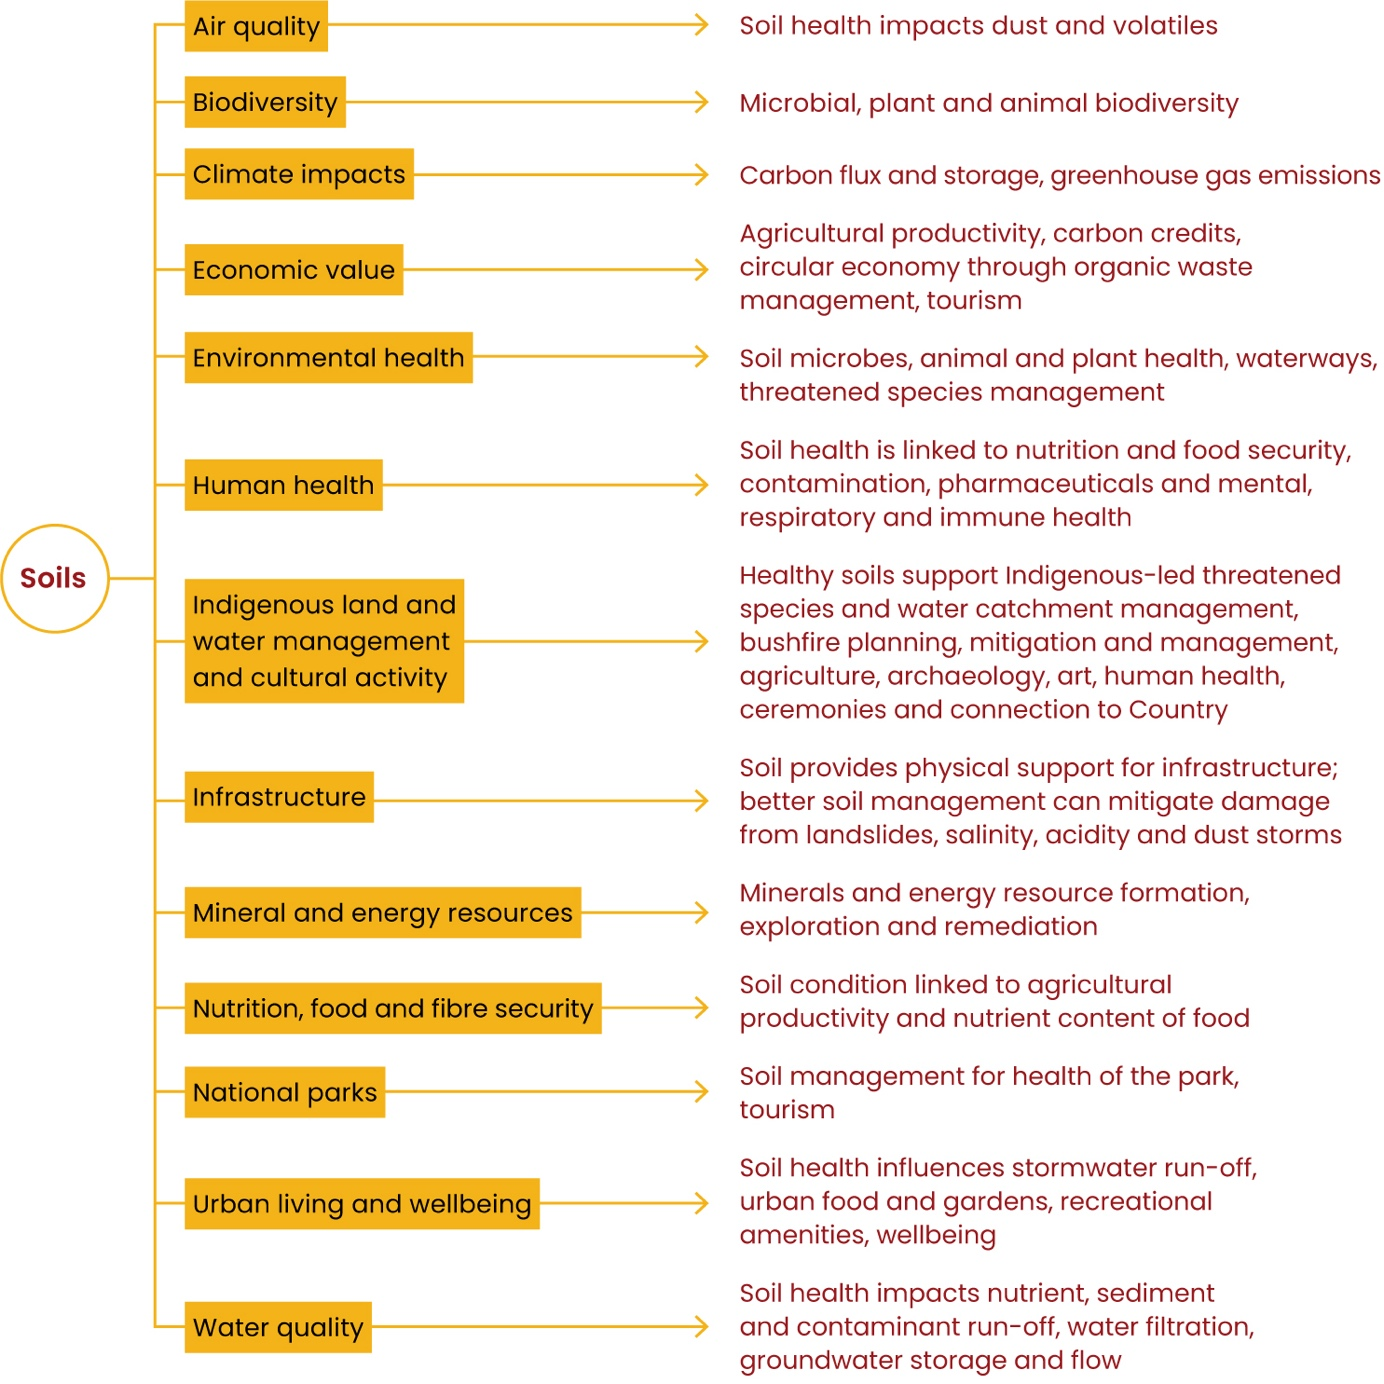 Soils
Air quality
Soil health impacts dust and volatiles
Biodiversity
Microbial, plant and animal biodiversity
Climate impacts
Carbon flux and storage, greenhouse gas emissions
Economic value
Agricultural productivity, carbon credits,
circular economy through organic waste
management, tourism
Environmental health
Soil microbes, animal and plant health, waterways,
threatened species management
Human health
Soil health is linked to nutrition and food security,
contamination, pharmaceuticals and mental,
respiratory and immune health
Indigenous land and
water management
and cultural activity
Healthy soils support Indigenous-led threatened
species and water catchment management,
bushfire planning, mitigation and management,
agriculture, archaeology, art, human health,
ceremonies and connection to Country
Infrastructure
Soil provides physical support for infrastructure;
better soil management can mitigate damage
from landslides, salinity, acidity and dust storms
Mineral and energy resources
Minerals and energy resource formation,
exploration and remediation
Nutrition, food and fibre security
Soil condition linked to agricultural
productivity and nutrient content of food
National parks
Soil management for health of the park,
tourism
Urban living and wellbeing
Soil health influences stormwater run-off,
urban food and gardens, recreational
amenities, wellbeing
Water quality
Soil health impacts nutrient, sediment
and contaminant run-off, water filtration,
groundwater storage and flow